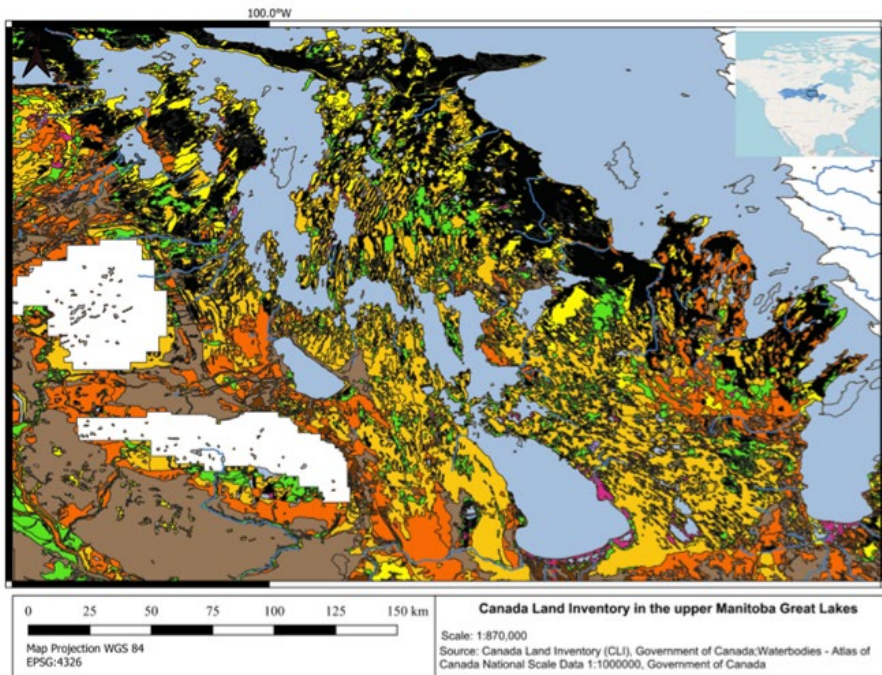 100.0°W
0 25 50 75 100 125 150 km
Map Projection WGS 84
EPSG:4326
Canada Land Inventory in the upper Manitoba Great Lakes
Scale: 1:870,000
Source: Canada Land Inventory (CLI), Government of Canada;Waterbodies - Atlas of
Canada National Scale Data 1:1000000, Government of Canada